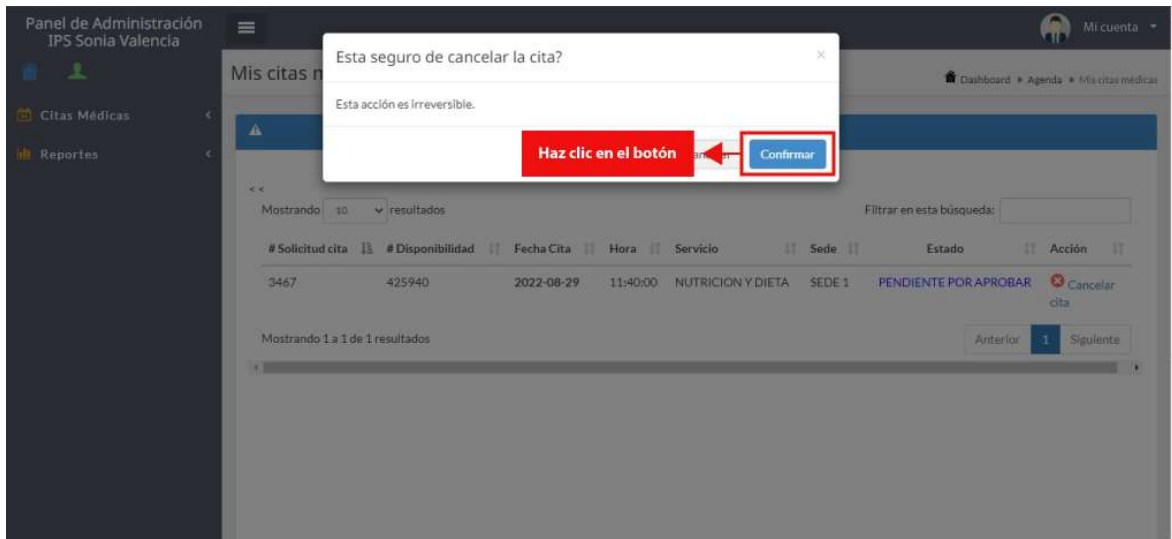 Panel de Administración
IPS Sonia Valencia
Mi cuenta
Esta seguro de cancelar la cita?
×
Mis citas
Dashboard Agenda Mis citas médicas
Esta acción es irreversible.
Citas Médicas
Haz clic en el botón
Confirmar
Reportes
< <
Mostrando 10 resultados
Filtrar en esta búsqueda:
# Solicitud cita # Disponibilidad Fecha Cita Hora Servicio Sede Estado Acción
3467 425940 2022-08-29 11:40:00 NUTRICION Y DIETA SEDE 1 PENDIENTE POR APROBAR Cancelar
cita
Mostrando 1 a 1 de 1 resultados
Anterior 1 Siguiente